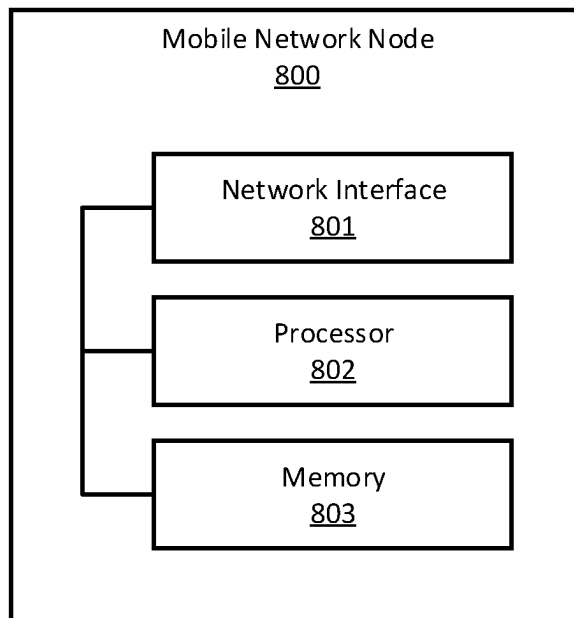 Mobile Network Node
800
Network Interface
801
Processor
802
Memory
803